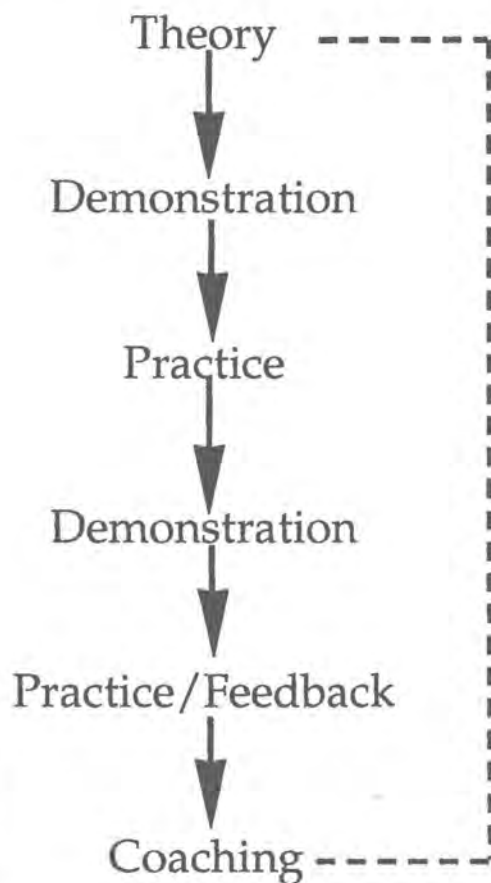 Theory
Demonstration
Practice
Demonstration
Practice/Feedback
Coaching